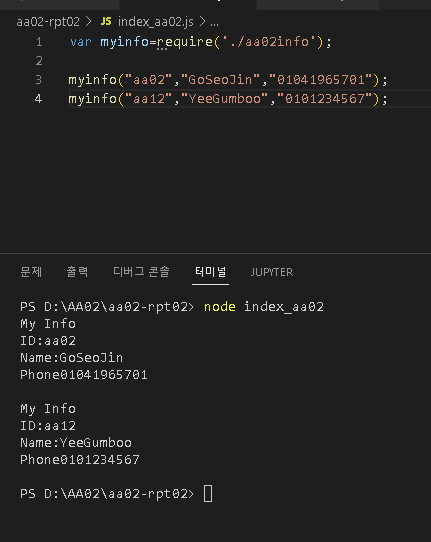 aa02-rpt02 > JS index_aa02.js > ...
1 var myinfo=require('./aa02info');
2
3 myinfo("aa02","GoSeoJin","01041965701");
4 myinfo("aa12","YeeGumboo","0101234567");
문제 출력 디버그 콘솔 터미널 JUPYTER
PS D:\AA02\aa02-rpt02> node index_aa02
My Info
ID:aa02
Name:GoSeoJin
Phone01041965701
My Info
ID:aa12
Name:YeeGumboo
Phone0101234567
PS D:\AA02\aa02-rpt02>